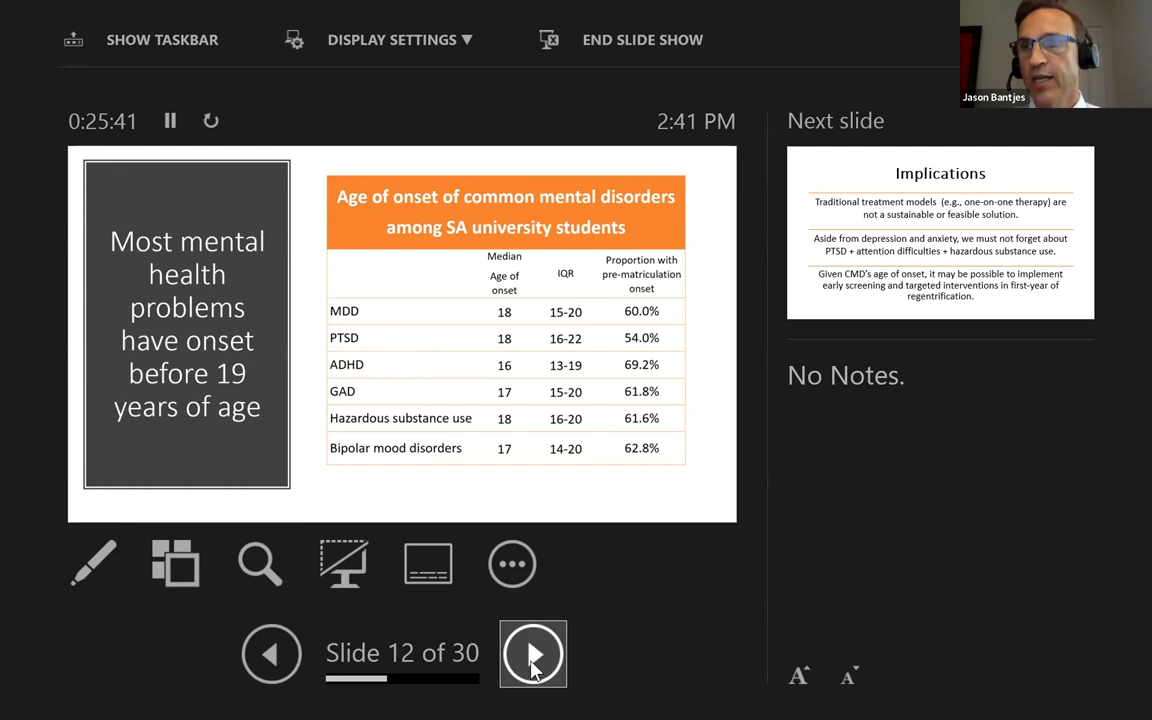 SHOW TASKBAR DISPLAY SETTINGS ▼ END SLIDE SHOW
Jason Bantjes
0:25:41 2:41 PM
Most mental
health
problems
have onset
before 19
years of age
Age of onset of common mental disorders
among SA university students
Median
Age of
onset
IQR
Proportion with
pre-matriculation
onset
MDD 18 15-20 60.0%
PTSD 18 16-22 54.0%
ADHD 16 13-19 69.2%
GAD 17 15-20 61.8%
Hazardous substance use 18 16-20 61.6%
Bipolar mood disorders 17 14-20 62.8%
Slide 12 of 30
Next slide
Implications
Traditional treatment models (e.g., one-on-one therapy) are
not a sustainable or feasible solution.
Aside from depression and anxiety, we must not forget about
PTSD + attention difficulties + hazardous substance use.
Given CMD's age of onset, it may be possible to implement
early screening and targeted interventions in first-year of
regentrification.
No Notes.
A A